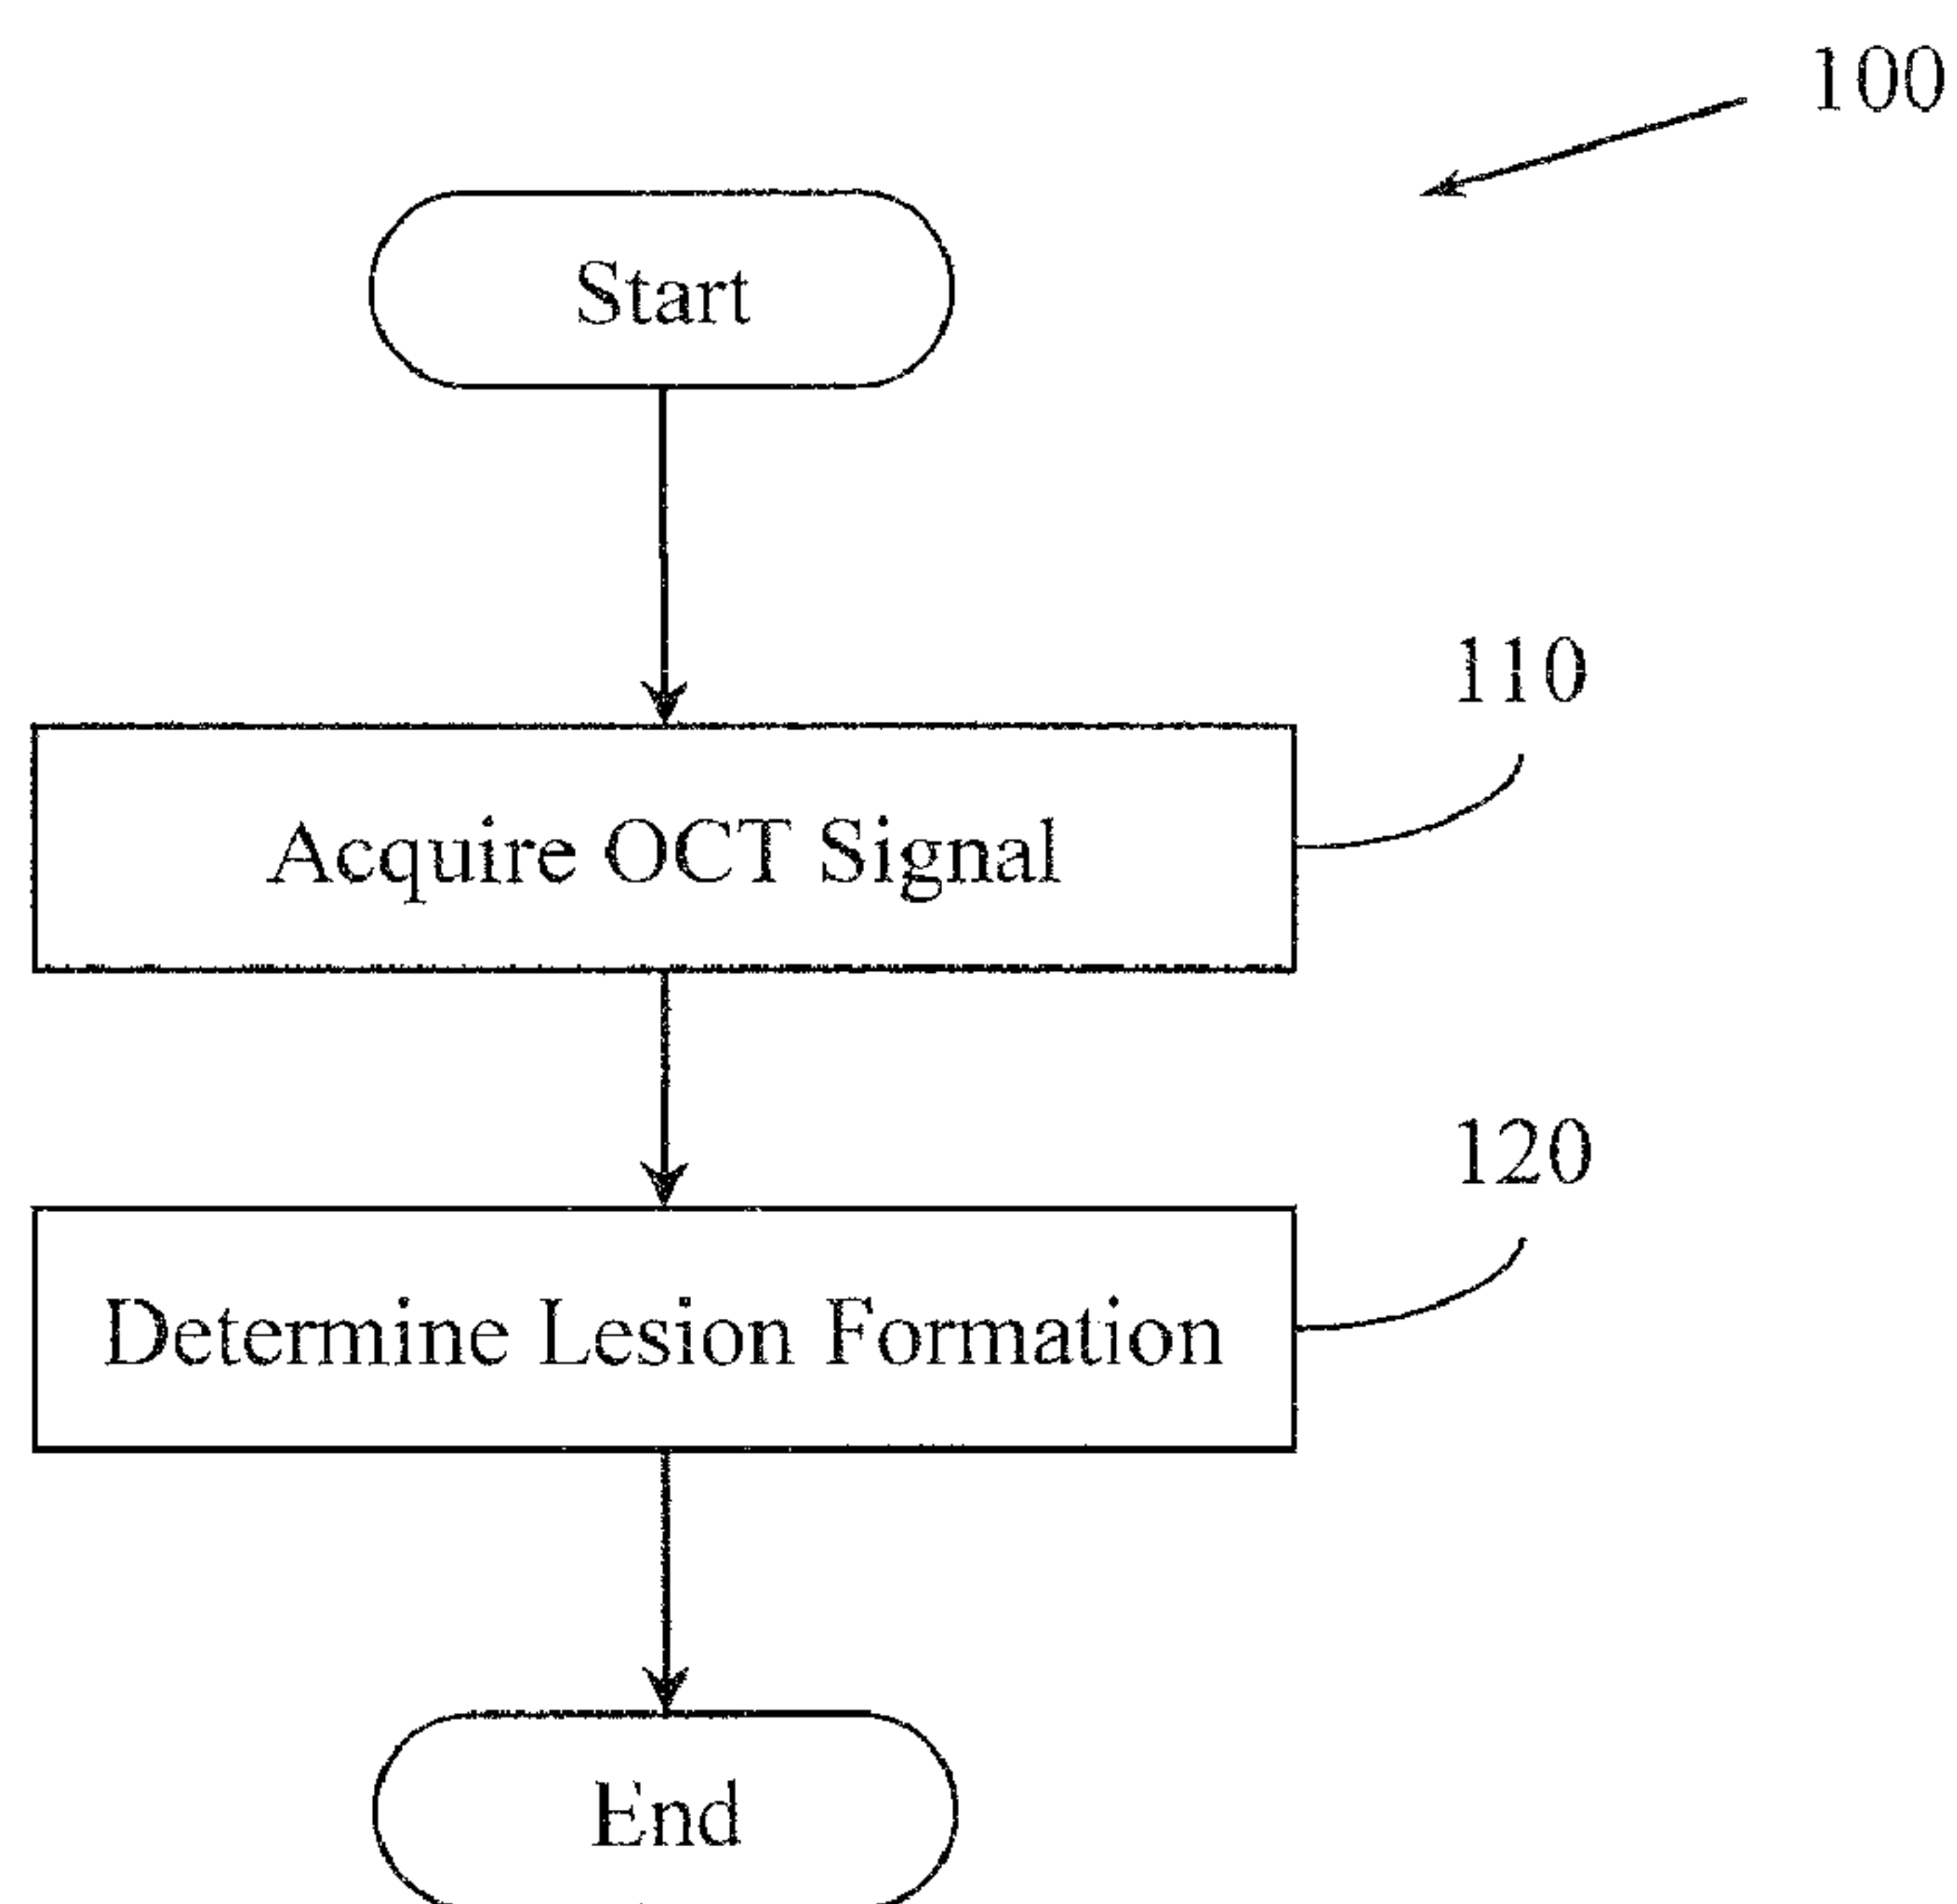 100
Start
110
Acquire OCT Signal
120
Determine Lesion Formation
End